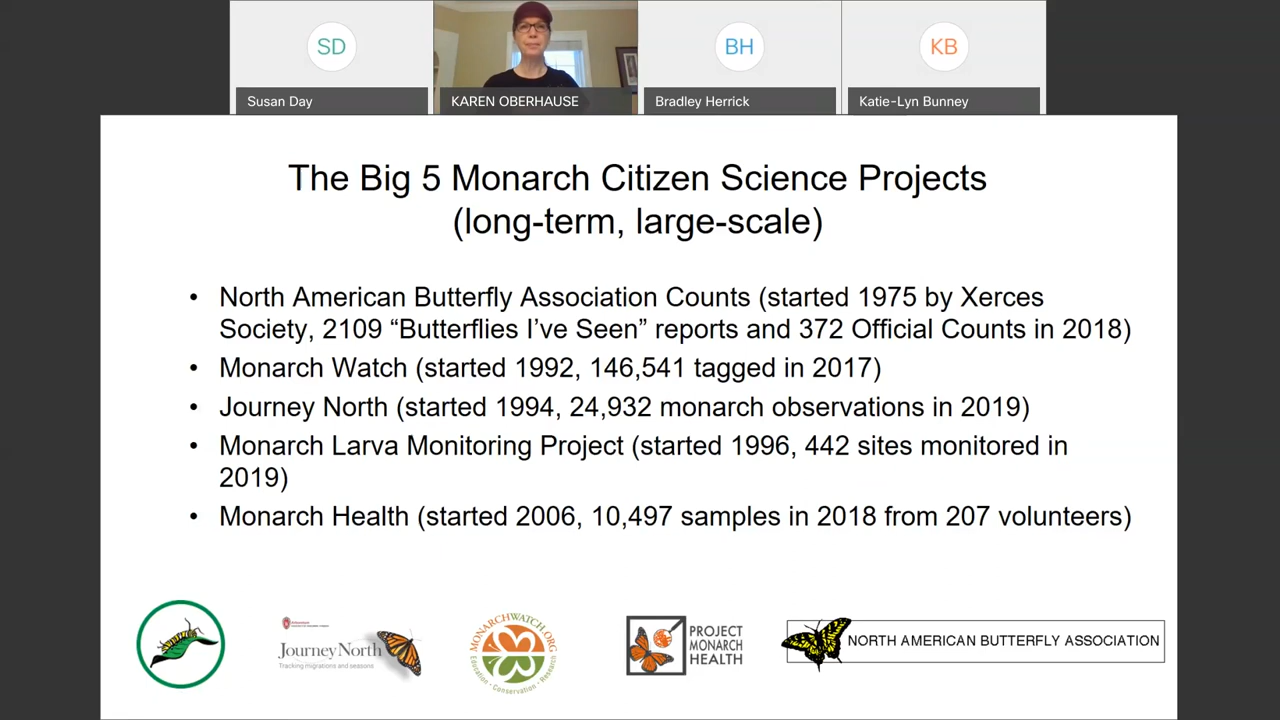 SD
BH
KB
Susan Day
KAREN OBERHAUSE
Bradley Herrick
Katie-Lyn Bunney
The Big 5 Monarch Citizen Science Projects
(long-term, large-scale)
• North American Butterfly Association Counts (started 1975 by Xerces
Society, 2109 “Butterflies I’ve Seen” reports and 372 Official Counts in 2018)
• Monarch Watch (started 1992, 146,541 tagged in 2017)
• Journey North (started 1994, 24,932 monarch observations in 2019)
• Monarch Larva Monitoring Project (started 1996, 442 sites monitored in
2019)
• Monarch Health (started 2006, 10,497 samples in 2018 from 207 volunteers)
Journey North
Tracking migrations and seasons
MONARCHWATCH.ORG
Education · Conservation · Research
PROJECT
MONARCH
HEALTH
NORTH AMERICAN BUTTERFLY ASSOCIATION